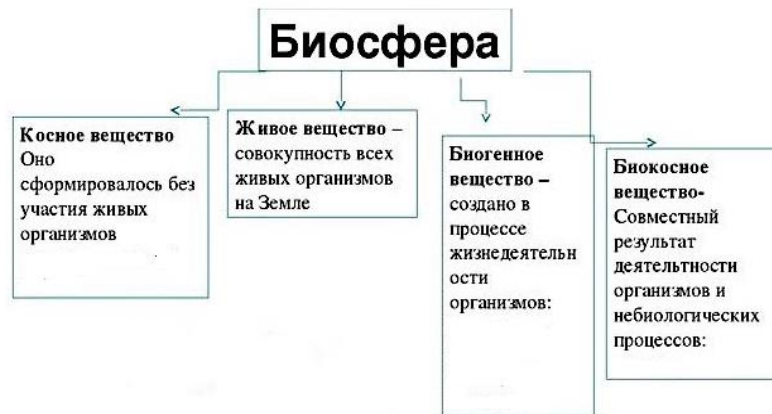 Биосфера
Косное вещество
Оно
сформировалось без
участия живых
организмов
Живое вещество –
совокупность всех
живых организмов
на Земле
Биогенное
вещество –
создано в
процессе
жизнедеятельн
ости
организмов:
Биокосное
вещество-
Совместный
результат
деятельтности
организмов и
небиологических
процессов: